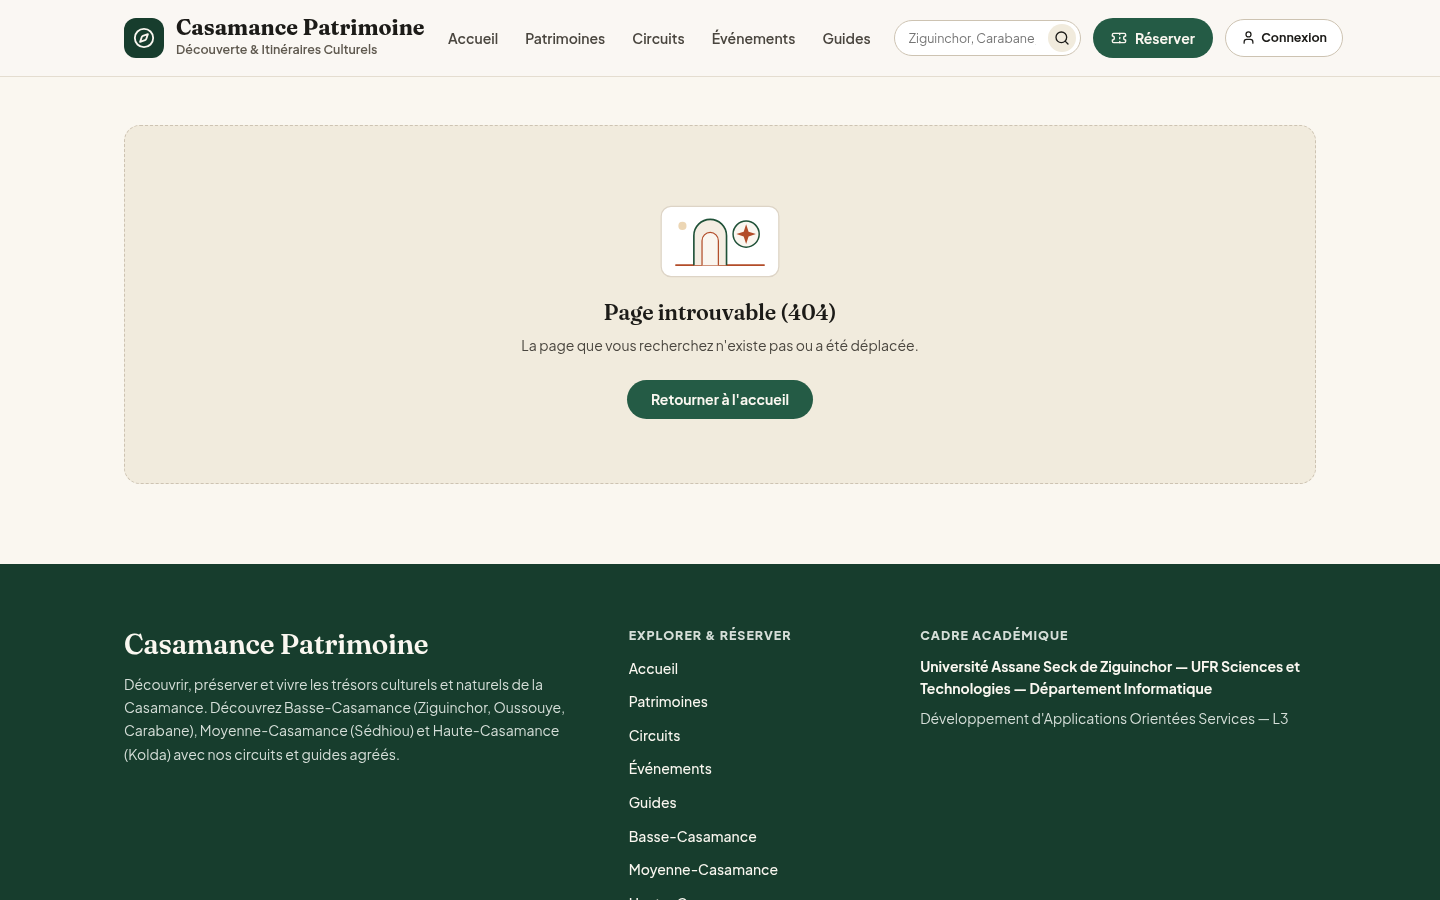 Casamance Patrimoine
Découverte & Itinéraires Culturels
Accueil
Patrimoines
Circuits
Événements
Guides
Ziguinchor, Carabane
Réserver
Connexion
Page introuvable (404)
La page que vous recherchez n'existe pas ou a été déplacée.
Retourner à l'accueil
Casamance Patrimoine
Découvrir, préserver et vivre les trésors culturels et naturels de la
Casamance. Découvrez Basse-Casamance (Ziguinchor, Oussouye,
Carabane), Moyenne-Casamance (Sédhiou) et Haute-Casamance
(Kolda) avec nos circuits et guides agréés.
EXPLORER & RÉSERVER
Accueil
Patrimoines
Circuits
Événements
Guides
Basse-Casamance
Moyenne-Casamance
CADRE ACADÉMIQUE
Université Assane Seck de Ziguinchor — UFR Sciences et
Technologies — Département Informatique
Développement d'Applications Orientées Services — L3